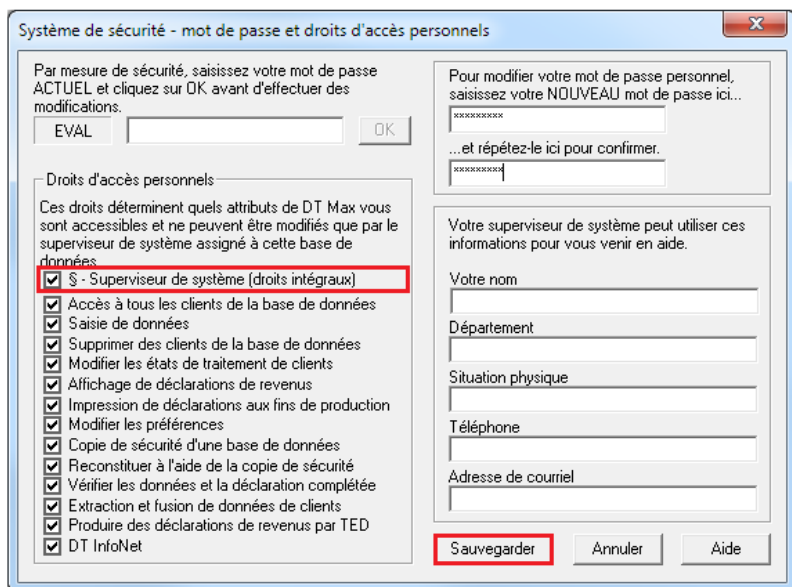 Système de sécurité - mot de passe et droits d'accès personnels
Par mesure de sécurité, saisissez votre mot de passe
ACTUEL et cliquez sur OK avant d'effectuer des
modifications.
EVAL
OK
Droits d'accès personnels
Ces droits déterminent quels attributs de DT Max vous
sont accessibles et ne peuvent être modifiés que par le
superviseur de système assigné à cette base de
données
§ - Superviseur de système (droits intégraux)
Accès à tous les clients de la base de données
Saisie de données
Supprimer des clients de la base de données
Modifier les états de traitement de clients
Affichage de déclarations de revenus
Impression de déclarations aux fins de production
Modifier les préférences
Copie de sécurité d'une base de données
Reconstituer à l'aide de la copie de sécurité
Vérifier les données et la déclaration complétée
Extraction et fusion de données de clients
Produire des déclarations de revenus par TED
DT InfoNet
Pour modifier votre mot de passe personnel,
saisissez votre NOUVEAU mot de passe ici...
*********
...et répétez-le ici pour confirmer.
*********
Votre superviseur de système peut utiliser ces
informations pour vous venir en aide.
Votre nom
Département
Situation physique
Téléphone
Adresse de courriel
Sauvegarder
Annuler
Aide